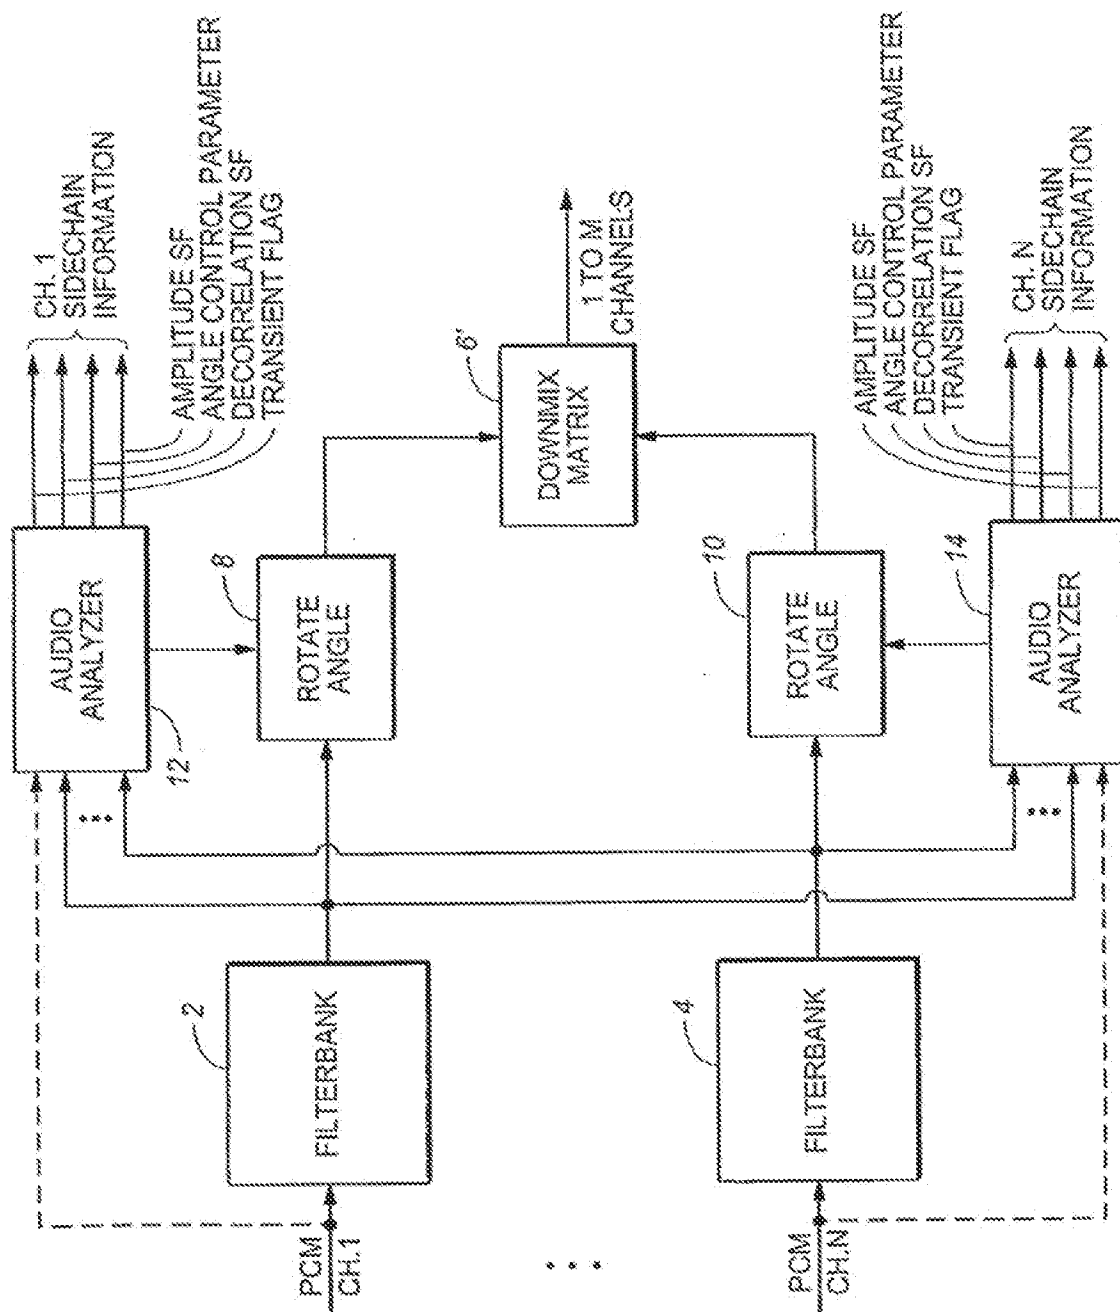 CH. 1
SIDECHAIN
INFORMATION
AMPLITUDE SF
ANGLE CONTROL PARAMETER
DECORRELATION SF
TRANSIENT FLAG
AUDIO
ANALYZER
12
ROTATE
ANGLE
8
FILTERBANK
2
PCM
CH.1
DOWNMIX
MATRIX
6'
1 TO M
CHANNELS
...
PCM
CH.N
FILTERBANK
4
ROTATE
ANGLE
10
AUDIO
ANALYZER
14
AMPLITUDE SF
ANGLE CONTROL PARAMETER
DECORRELATION SF
TRANSIENT FLAG
CH. N
SIDECHAIN
INFORMATION